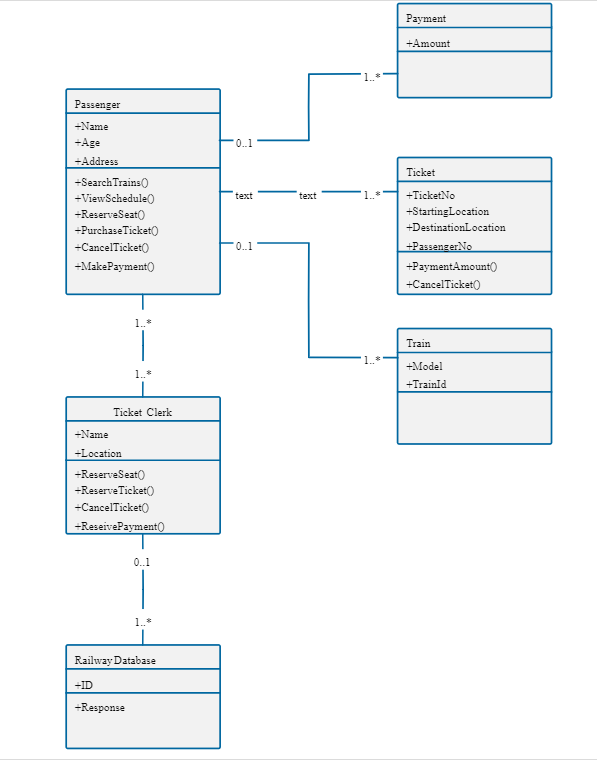 Payment
+Amount
1..*
Passenger
+Name
+Age
+Address
+SearchTrains()
+ViewSchedule()
+ReserveSeat()
+PurchaseTicket()
+CancelTicket()
+MakePayment()
0..1
text
text
1..*
0..1
Ticket
+TicketNo
+StartingLocation
+DestinationLocation
+PassengerNo
+PaymentAmount()
+CancelTicket()
1..*
Train
+Model
+TrainId
1..*
1..*
Ticket Clerk
+Name
+Location
+ReserveSeat()
+ReserveTicket()
+CancelTicket()
+ReseivePayment()
0..1
1..*
Railway Database
+ID
+Response